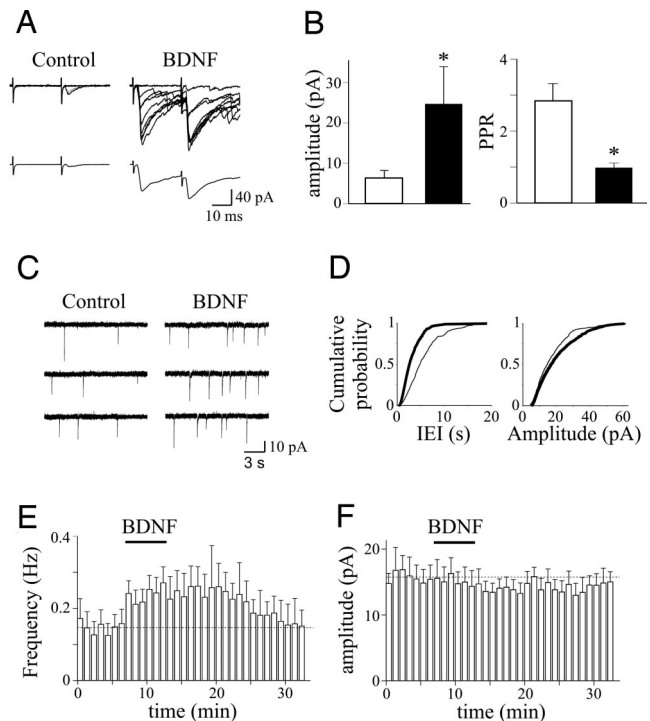 A
Control BDNF
40 pA
10 ms
B
amplitude (pA)
30
20
10
0
*
PPR
4
2
0
*
C
Control BDNF
10 pA
3 s
D
Cumulative
probability
1
0.5
0
0 10 20
IEI (s)
1
0.5
0
0 20 40 60
Amplitude (pA)
E
BDNF
Frequency (Hz)
0.4
0.2
0
0 10 20 30
time (min)
F
BDNF
amplitude (pA)
20
10
0
0 10 20 30
time (min)